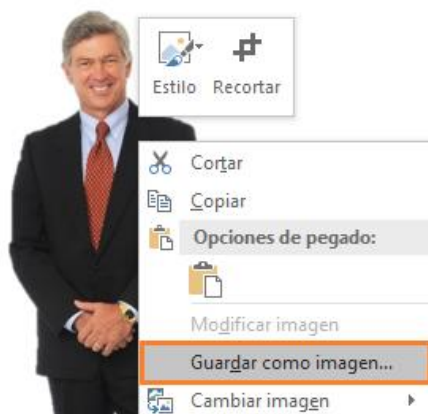 Estilo Recortar
Cortar
Copiar
Opciones de pegado:
Modificar imagen
Guardar como imagen...
Cambiar imagen